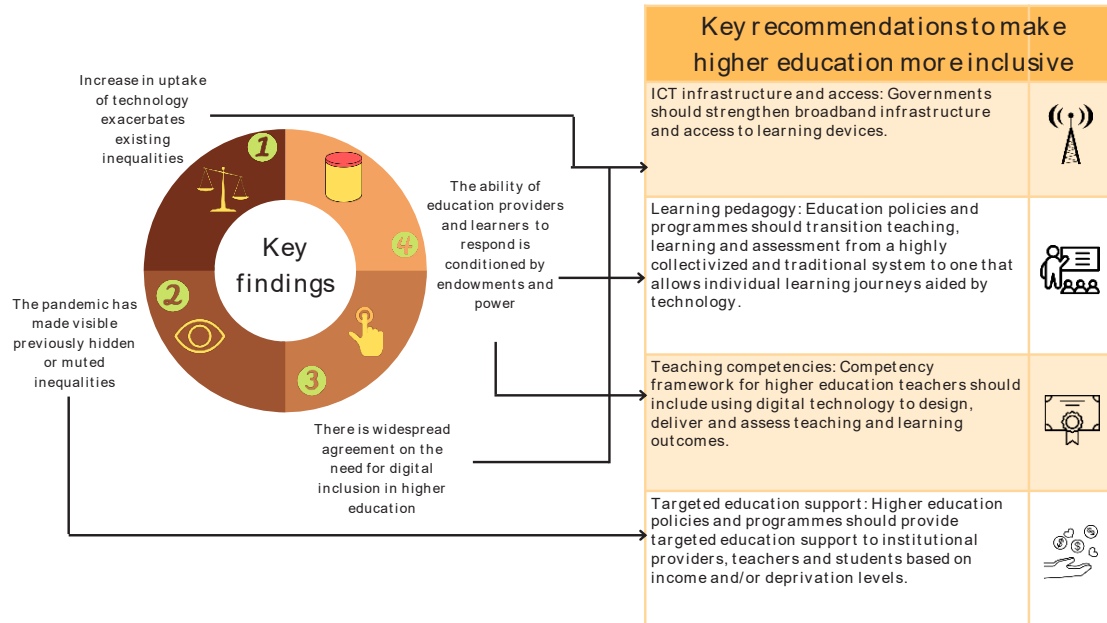 Increase in uptake
of technology
exacerbates
existing
inequalities
1
2
3
4
Key
findings
The pandemic has
made visible
previously hidden
or muted
inequalities
There is widespread
agreement on the
need for digital
inclusion in higher
education
The ability of
education providers
and learners to
respond is
conditioned by
endowments and
power
Key recommendations to make
higher education more inclusive
ICT infrastructure and access: Governments
should strengthen broadband infrastructure
and access to learning devices.
Learning pedagogy: Education policies and
programmes should transition teaching,
learning and assessment from a highly
collectivized and traditional system to one that
allows individual learning journeys aided by
technology.
Teaching competencies: Competency
framework for higher education teachers should
include using digital technology to design,
deliver and assess teaching and learning
outcomes.
Targeted education support: Higher education
policies and programmes should provide
targeted education support to institutional
providers, teachers and students based on
income and/or deprivation levels.